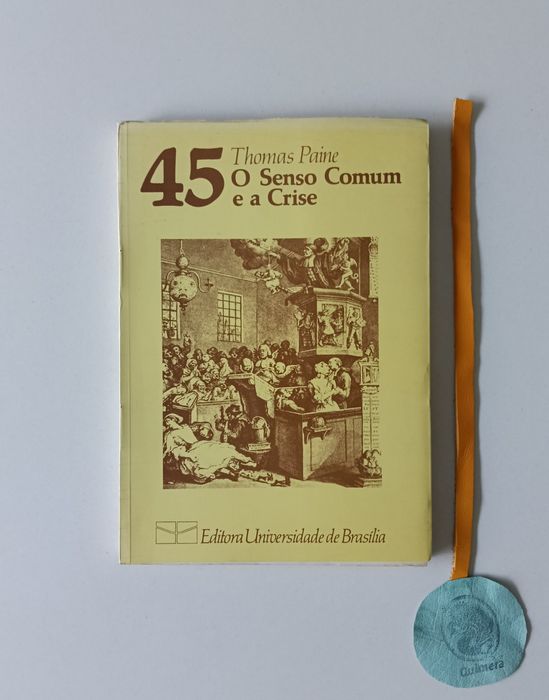 45
Thomas Paine
O Senso Comum
e a Crise
Editora Universidade de Brasília
Quimera